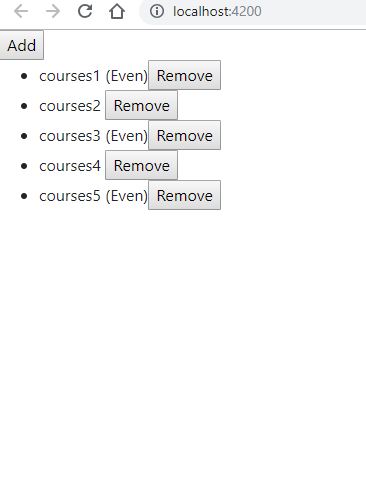 localhost:4200
Add
courses1 (Even) Remove
courses2 Remove
courses3 (Even) Remove
courses4 Remove
courses5 (Even) Remove